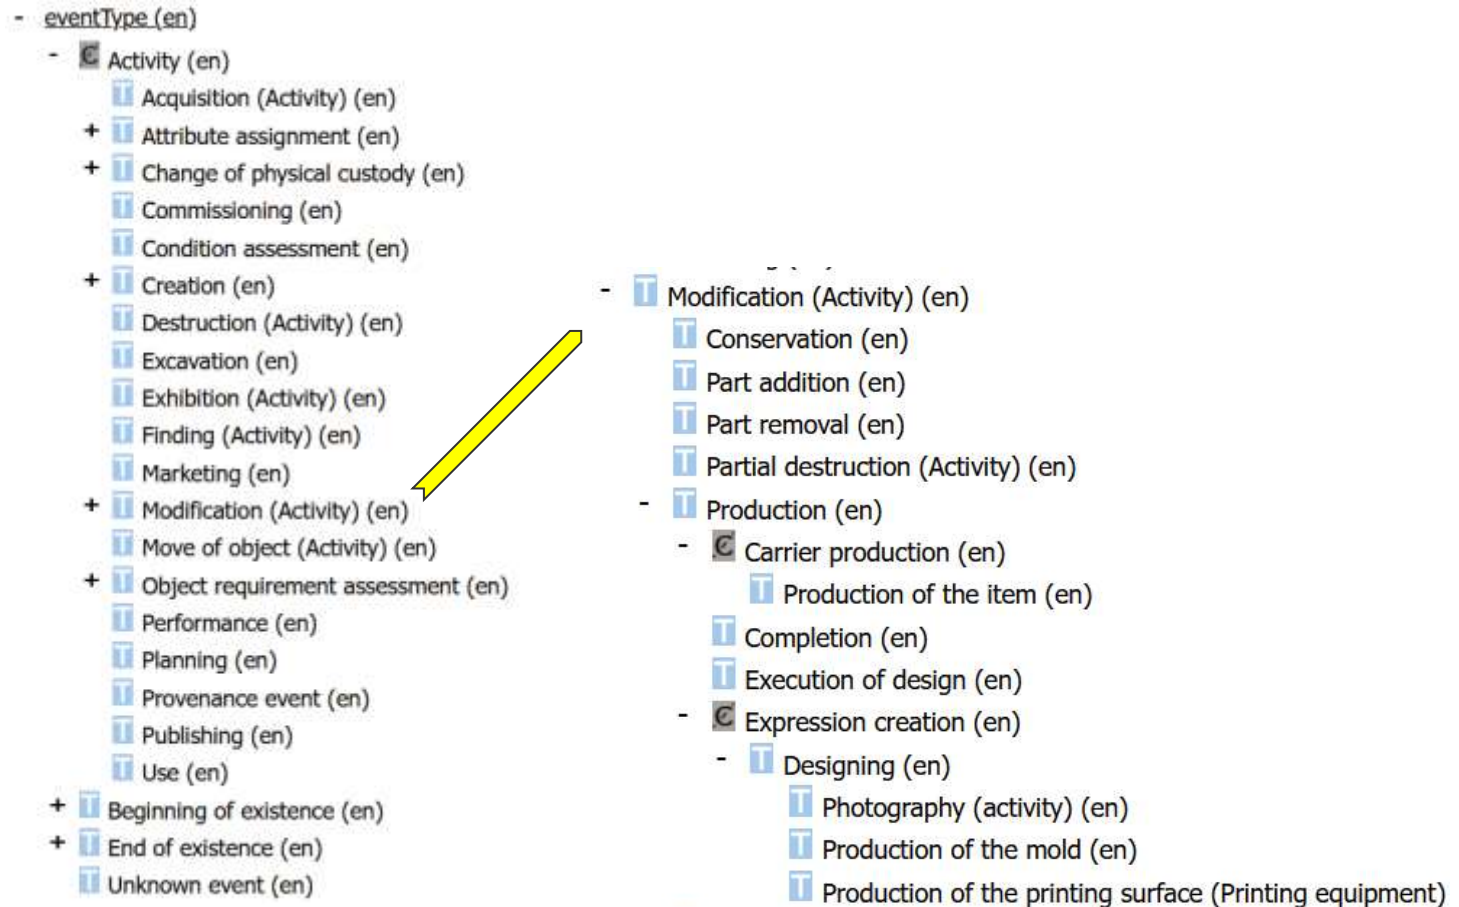 - eventType (en)
- C Activity (en)
T Acquisition (Activity) (en)
+ T Attribute assignment (en)
+ T Change of physical custody (en)
T Commissioning (en)
T Condition assessment (en)
+ T Creation (en)
T Destruction (Activity) (en)
T Excavation (en)
T Exhibition (Activity) (en)
T Finding (Activity) (en)
T Marketing (en)
+ T Modification (Activity) (en)
T Move of object (Activity) (en)
+ T Object requirement assessment (en)
T Performance (en)
T Planning (en)
T Provenance event (en)
T Publishing (en)
T Use (en)
+ T Beginning of existence (en)
+ T End of existence (en)
T Unknown event (en)
- T Modification (Activity) (en)
T Conservation (en)
T Part addition (en)
T Part removal (en)
T Partial destruction (Activity) (en)
- T Production (en)
- C Carrier production (en)
T Production of the item (en)
T Completion (en)
T Execution of design (en)
- C Expression creation (en)
- T Designing (en)
T Photography (activity) (en)
T Production of the mold (en)
T Production of the printing surface (Printing equipment)